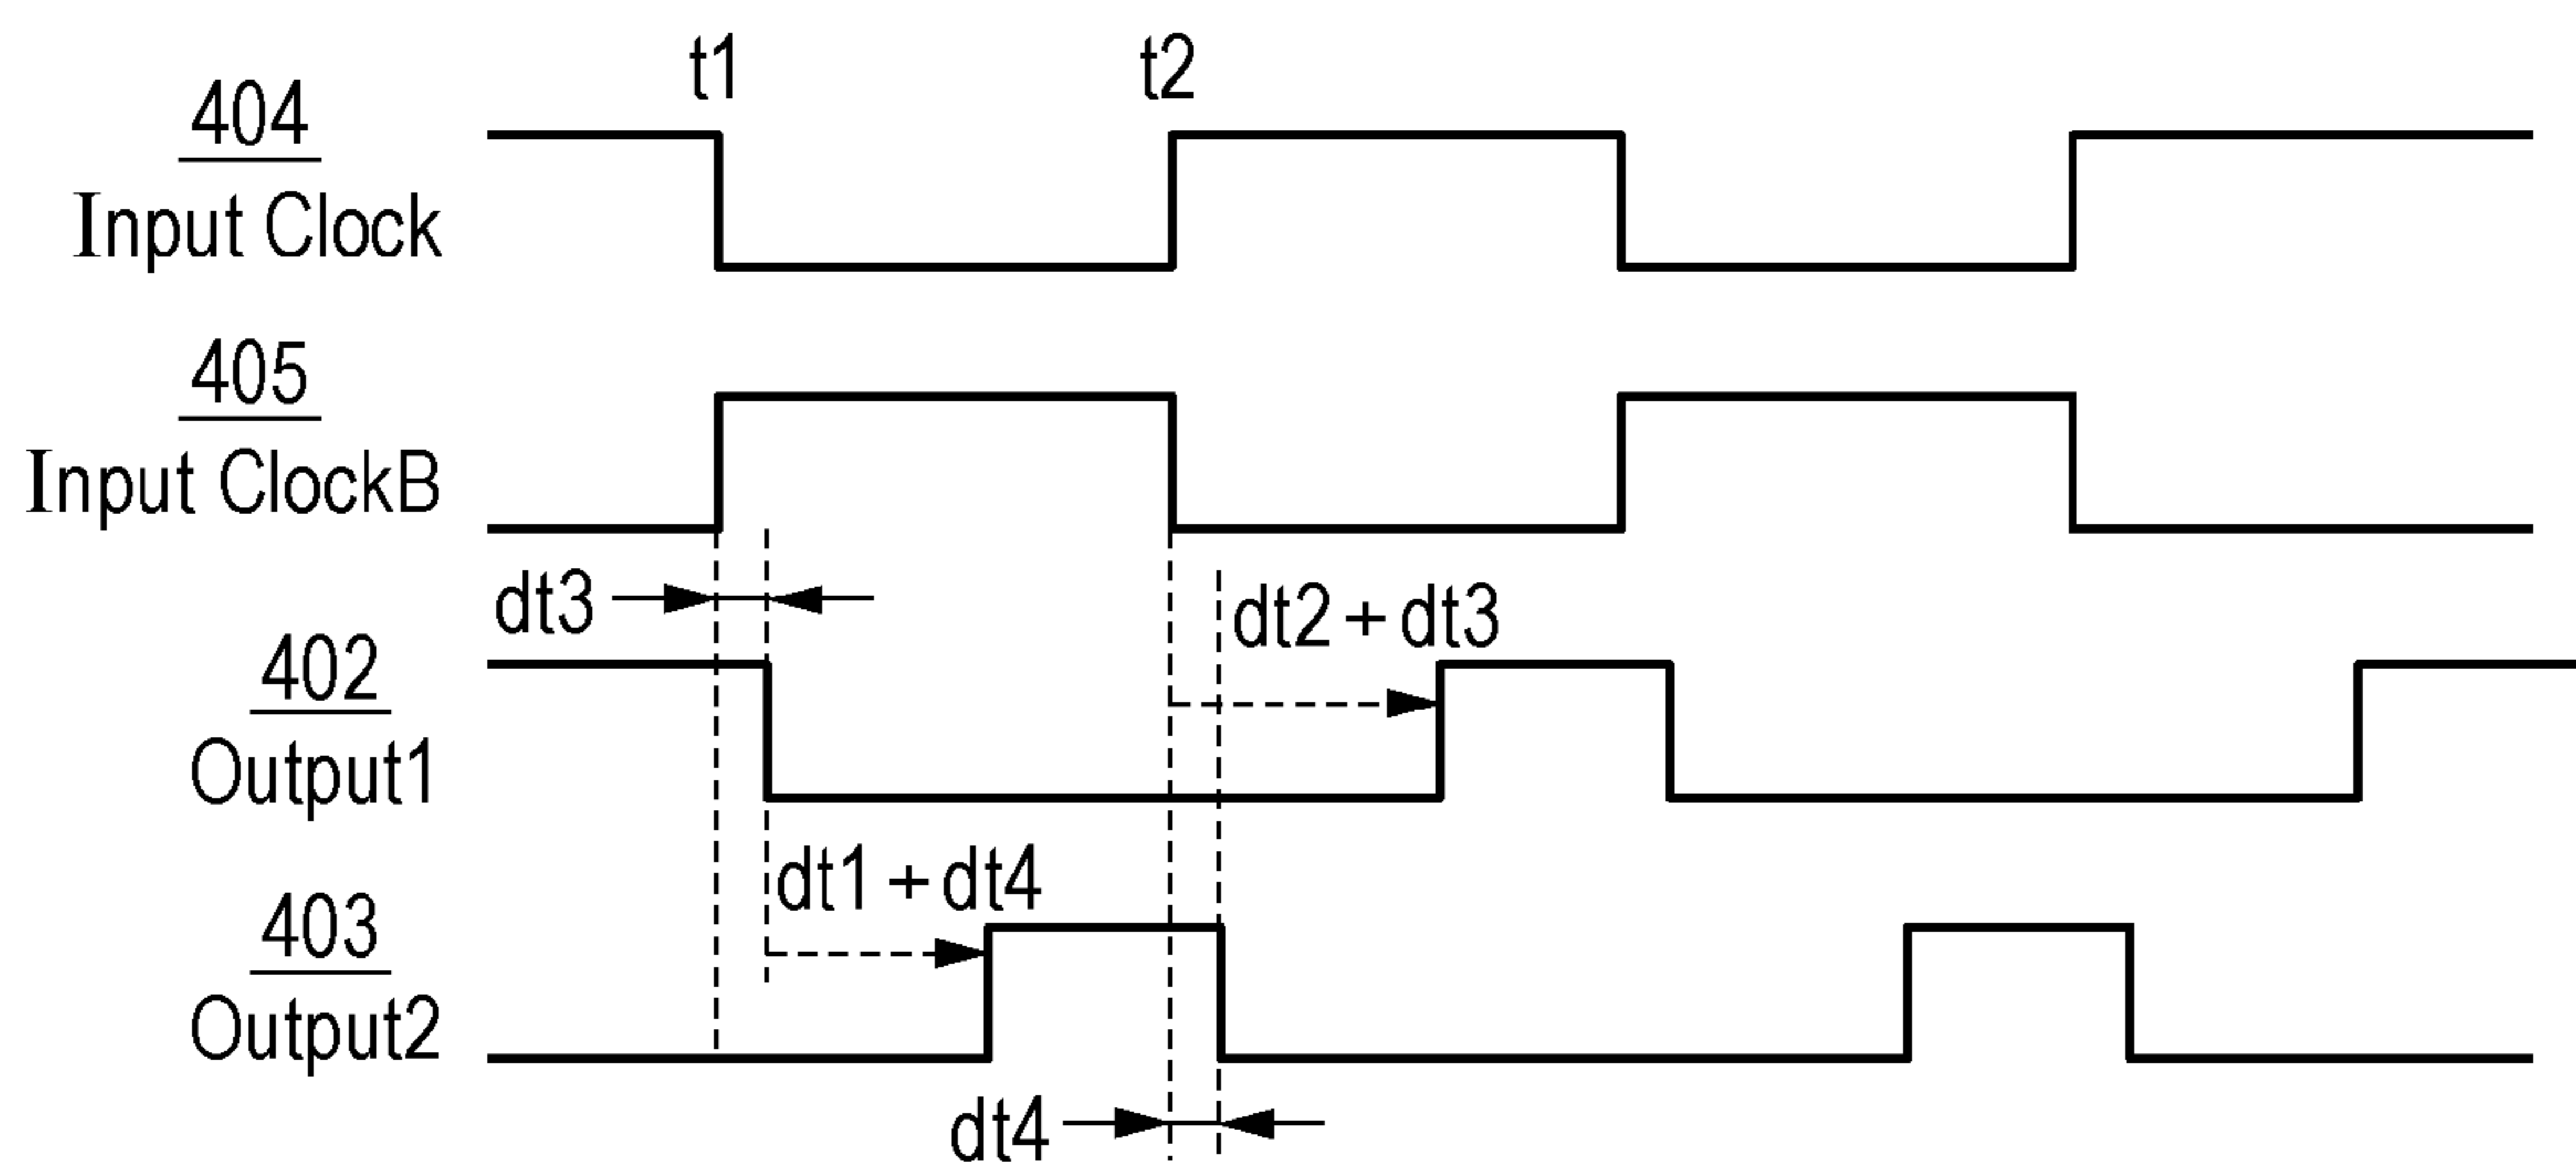 t1 t2
404
Input Clock
405
Input ClockB
dt3
dt2 + dt3
402
Output1
dt1 + dt4
403
Output2
dt4